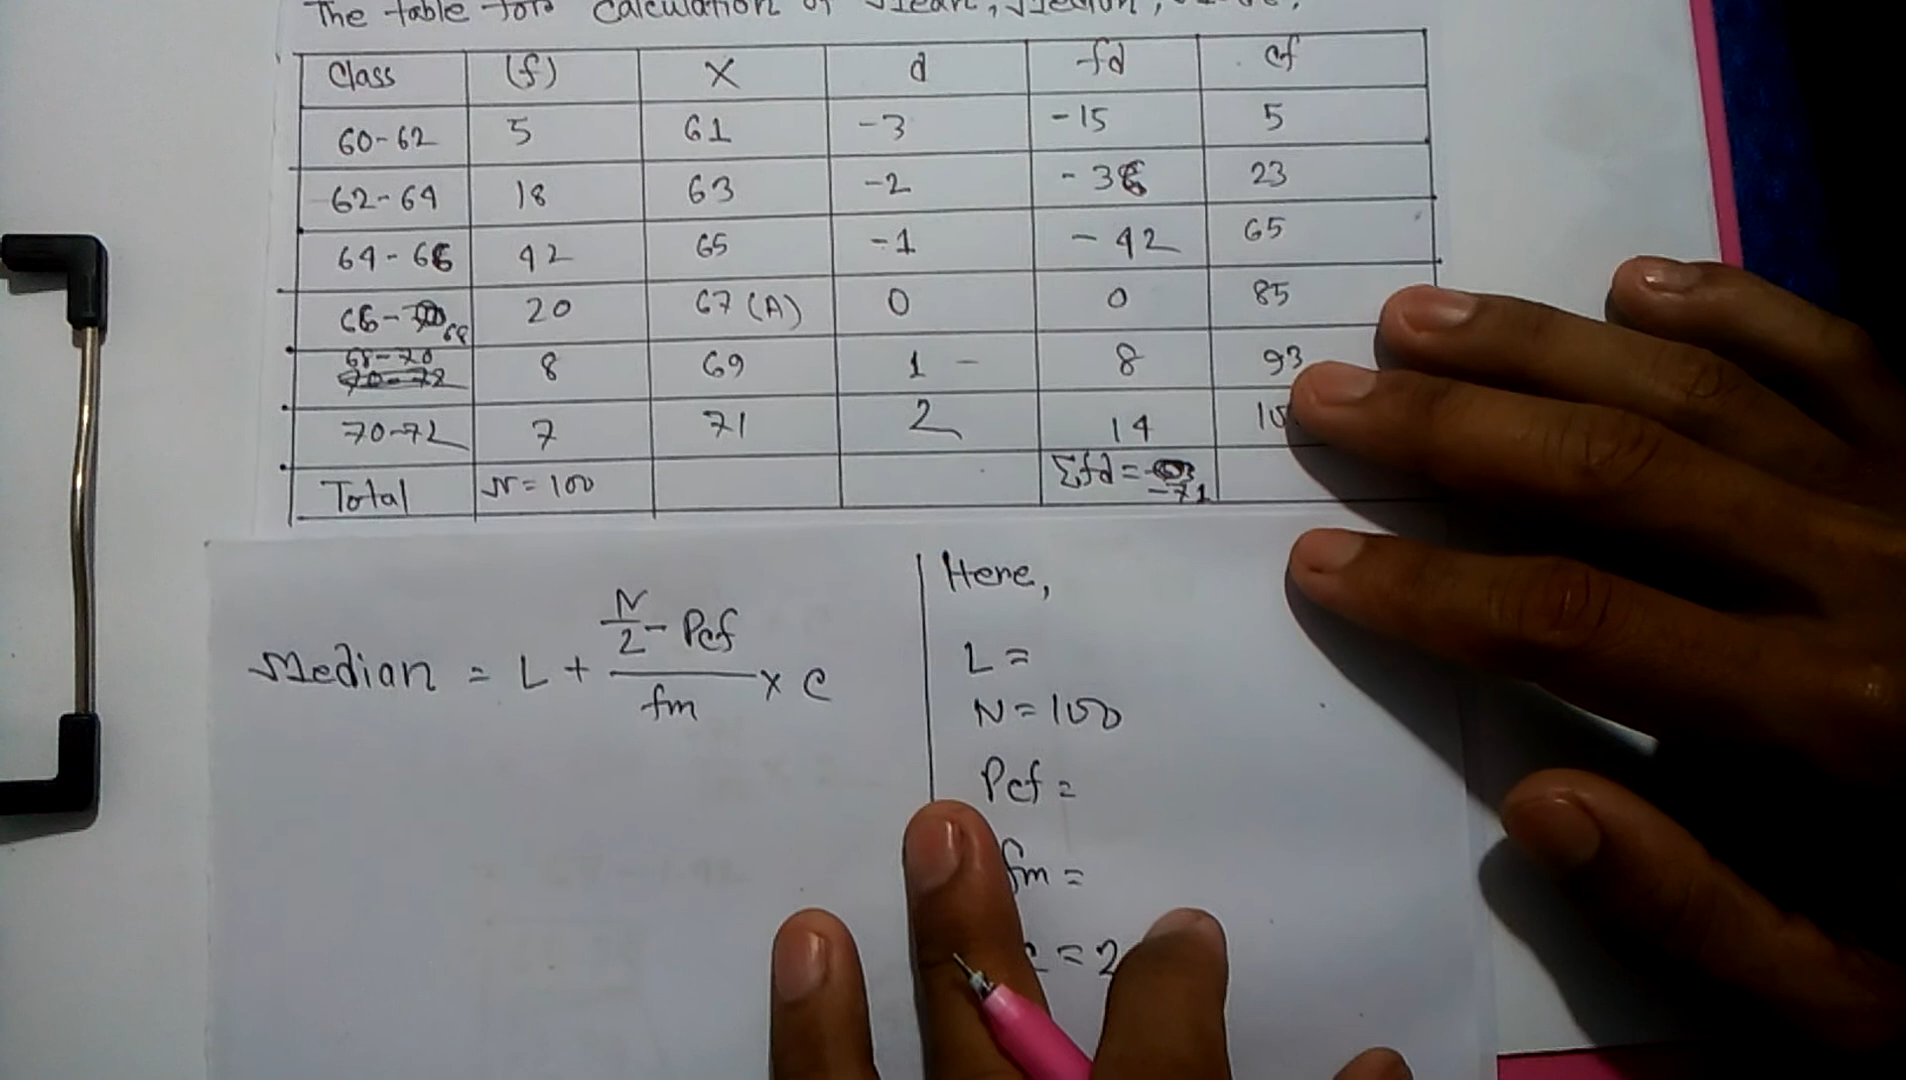 The table for calculation of Mean, Median,
Class (f) X d fd cf
60-62 5 61 -3 -15 5
62-64 18 63 -2 -36 23
64-66 42 65 -1 -42 65
66-68 20 67 (A) 0 0 85
68-70 8 69 1 - 8 93
70-72 7 71 2 14
Total N = 100 Σfd = -71
Here,
Median = L + N/2 - Pcf / fm × c
L =
N = 100
Pcf =
fm =
c = 2